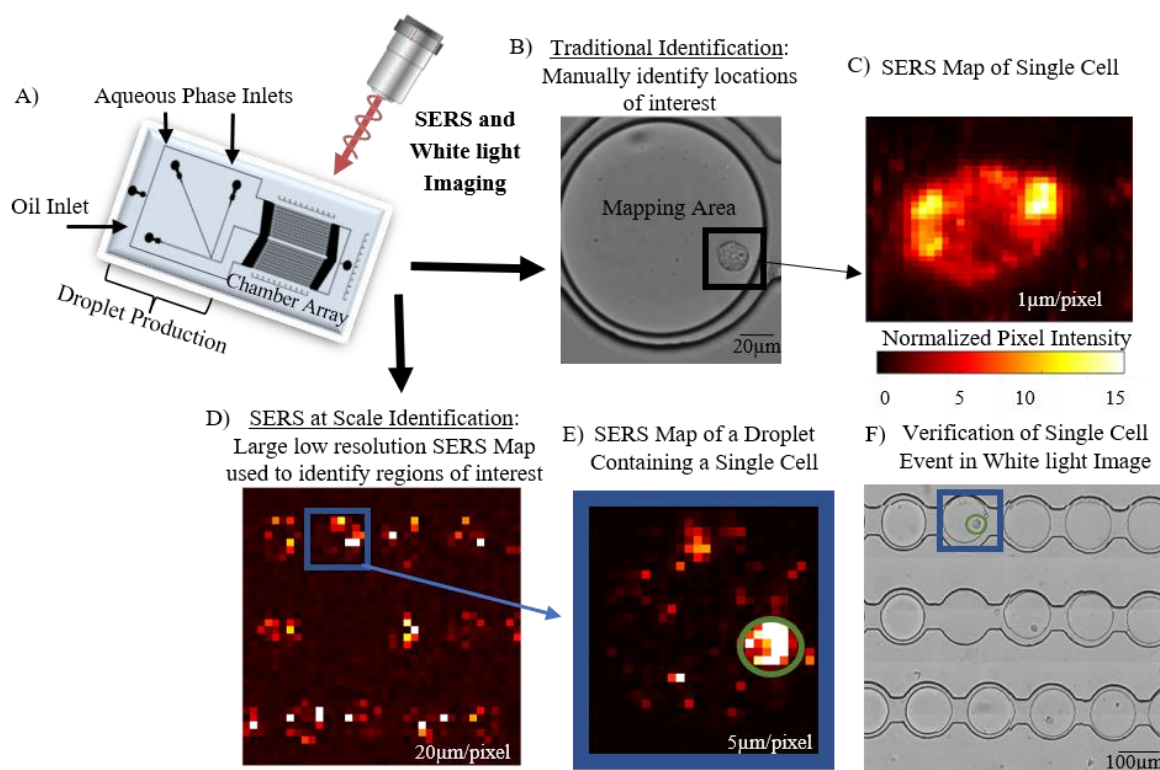 A)
Aqueous Phase Inlets
Oil Inlet
Droplet Production
Chamber Array
SERS and
White light
Imaging
B) Traditional Identification:
Manually identify locations
of interest
Mapping Area
20µm
C) SERS Map of Single Cell
1µm/pixel
Normalized Pixel Intensity
0 5 10 15
D) SERS at Scale Identification:
Large low resolution SERS Map
used to identify regions of interest
20µm/pixel
E) SERS Map of a Droplet
Containing a Single Cell
5µm/pixel
F) Verification of Single Cell
Event in White light Image
100µm